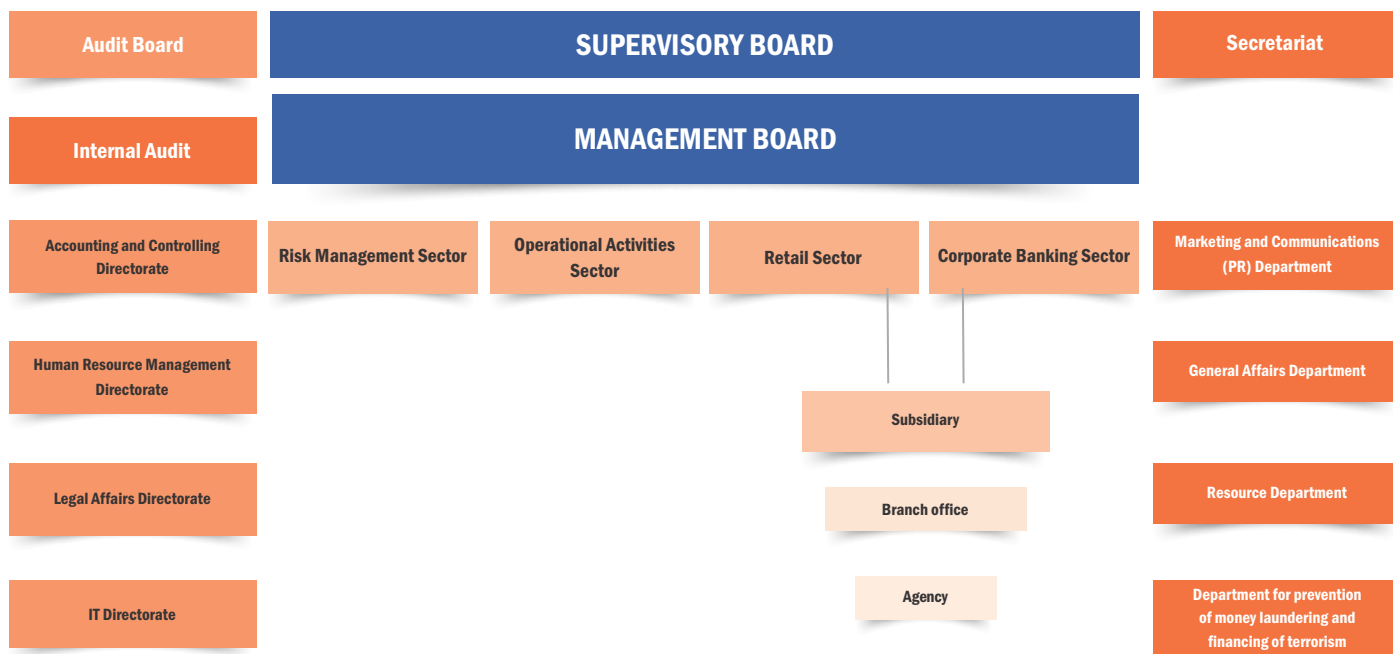 Audit Board
SUPERVISORY BOARD
Secretariat
Internal Audit
MANAGEMENT BOARD
Accounting and Controlling
Directorate
Risk Management Sector
Operational Activities
Sector
Retail Sector
Corporate Banking Sector
Marketing and Communications
(PR) Department
Human Resource Management
Directorate
General Affairs Department
Subsidiary
Legal Affairs Directorate
Branch office
Resource Department
IT Directorate
Agency
Department for prevention
of money laundering and
financing of terrorism